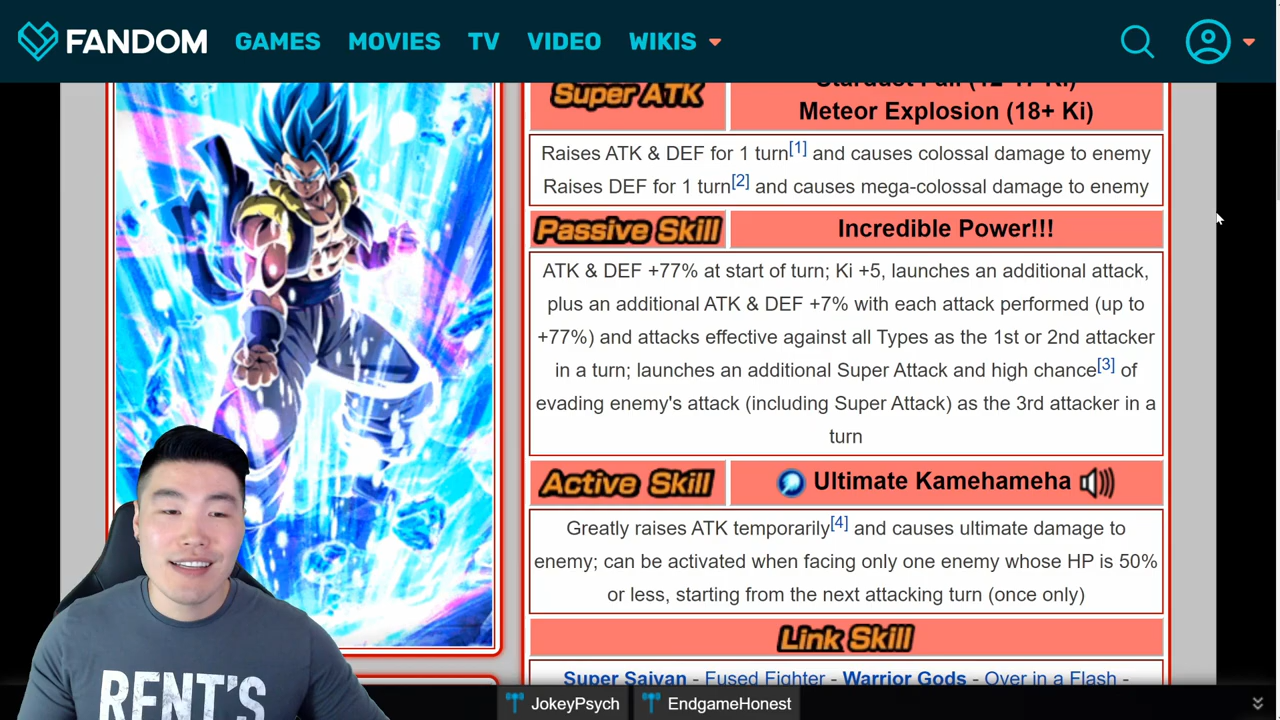 FANDOM GAMES MOVIES TV VIDEO WIKIS
Super ATK
Stardust Fall (12-17 Ki)
Meteor Explosion (18+ Ki)
Raises ATK & DEF for 1 turn[1] and causes colossal damage to enemy
Raises DEF for 1 turn[2] and causes mega-colossal damage to enemy
Passive Skill Incredible Power!!!
ATK & DEF +77% at start of turn; Ki +5, launches an additional attack,
plus an additional ATK & DEF +7% with each attack performed (up to
+77%) and attacks effective against all Types as the 1st or 2nd attacker
in a turn; launches an additional Super Attack and high chance[3] of
evading enemy's attack (including Super Attack) as the 3rd attacker in a
turn
Active Skill Ultimate Kamehameha
Greatly raises ATK temporarily[4] and causes ultimate damage to
enemy; can be activated when facing only one enemy whose HP is 50%
or less, starting from the next attacking turn (once only)
Link Skill
Super Saiyan - Fused Fighter - Warrior Gods - Over in a Flash -
RENT'S
JokeyPsych EndgameHonest